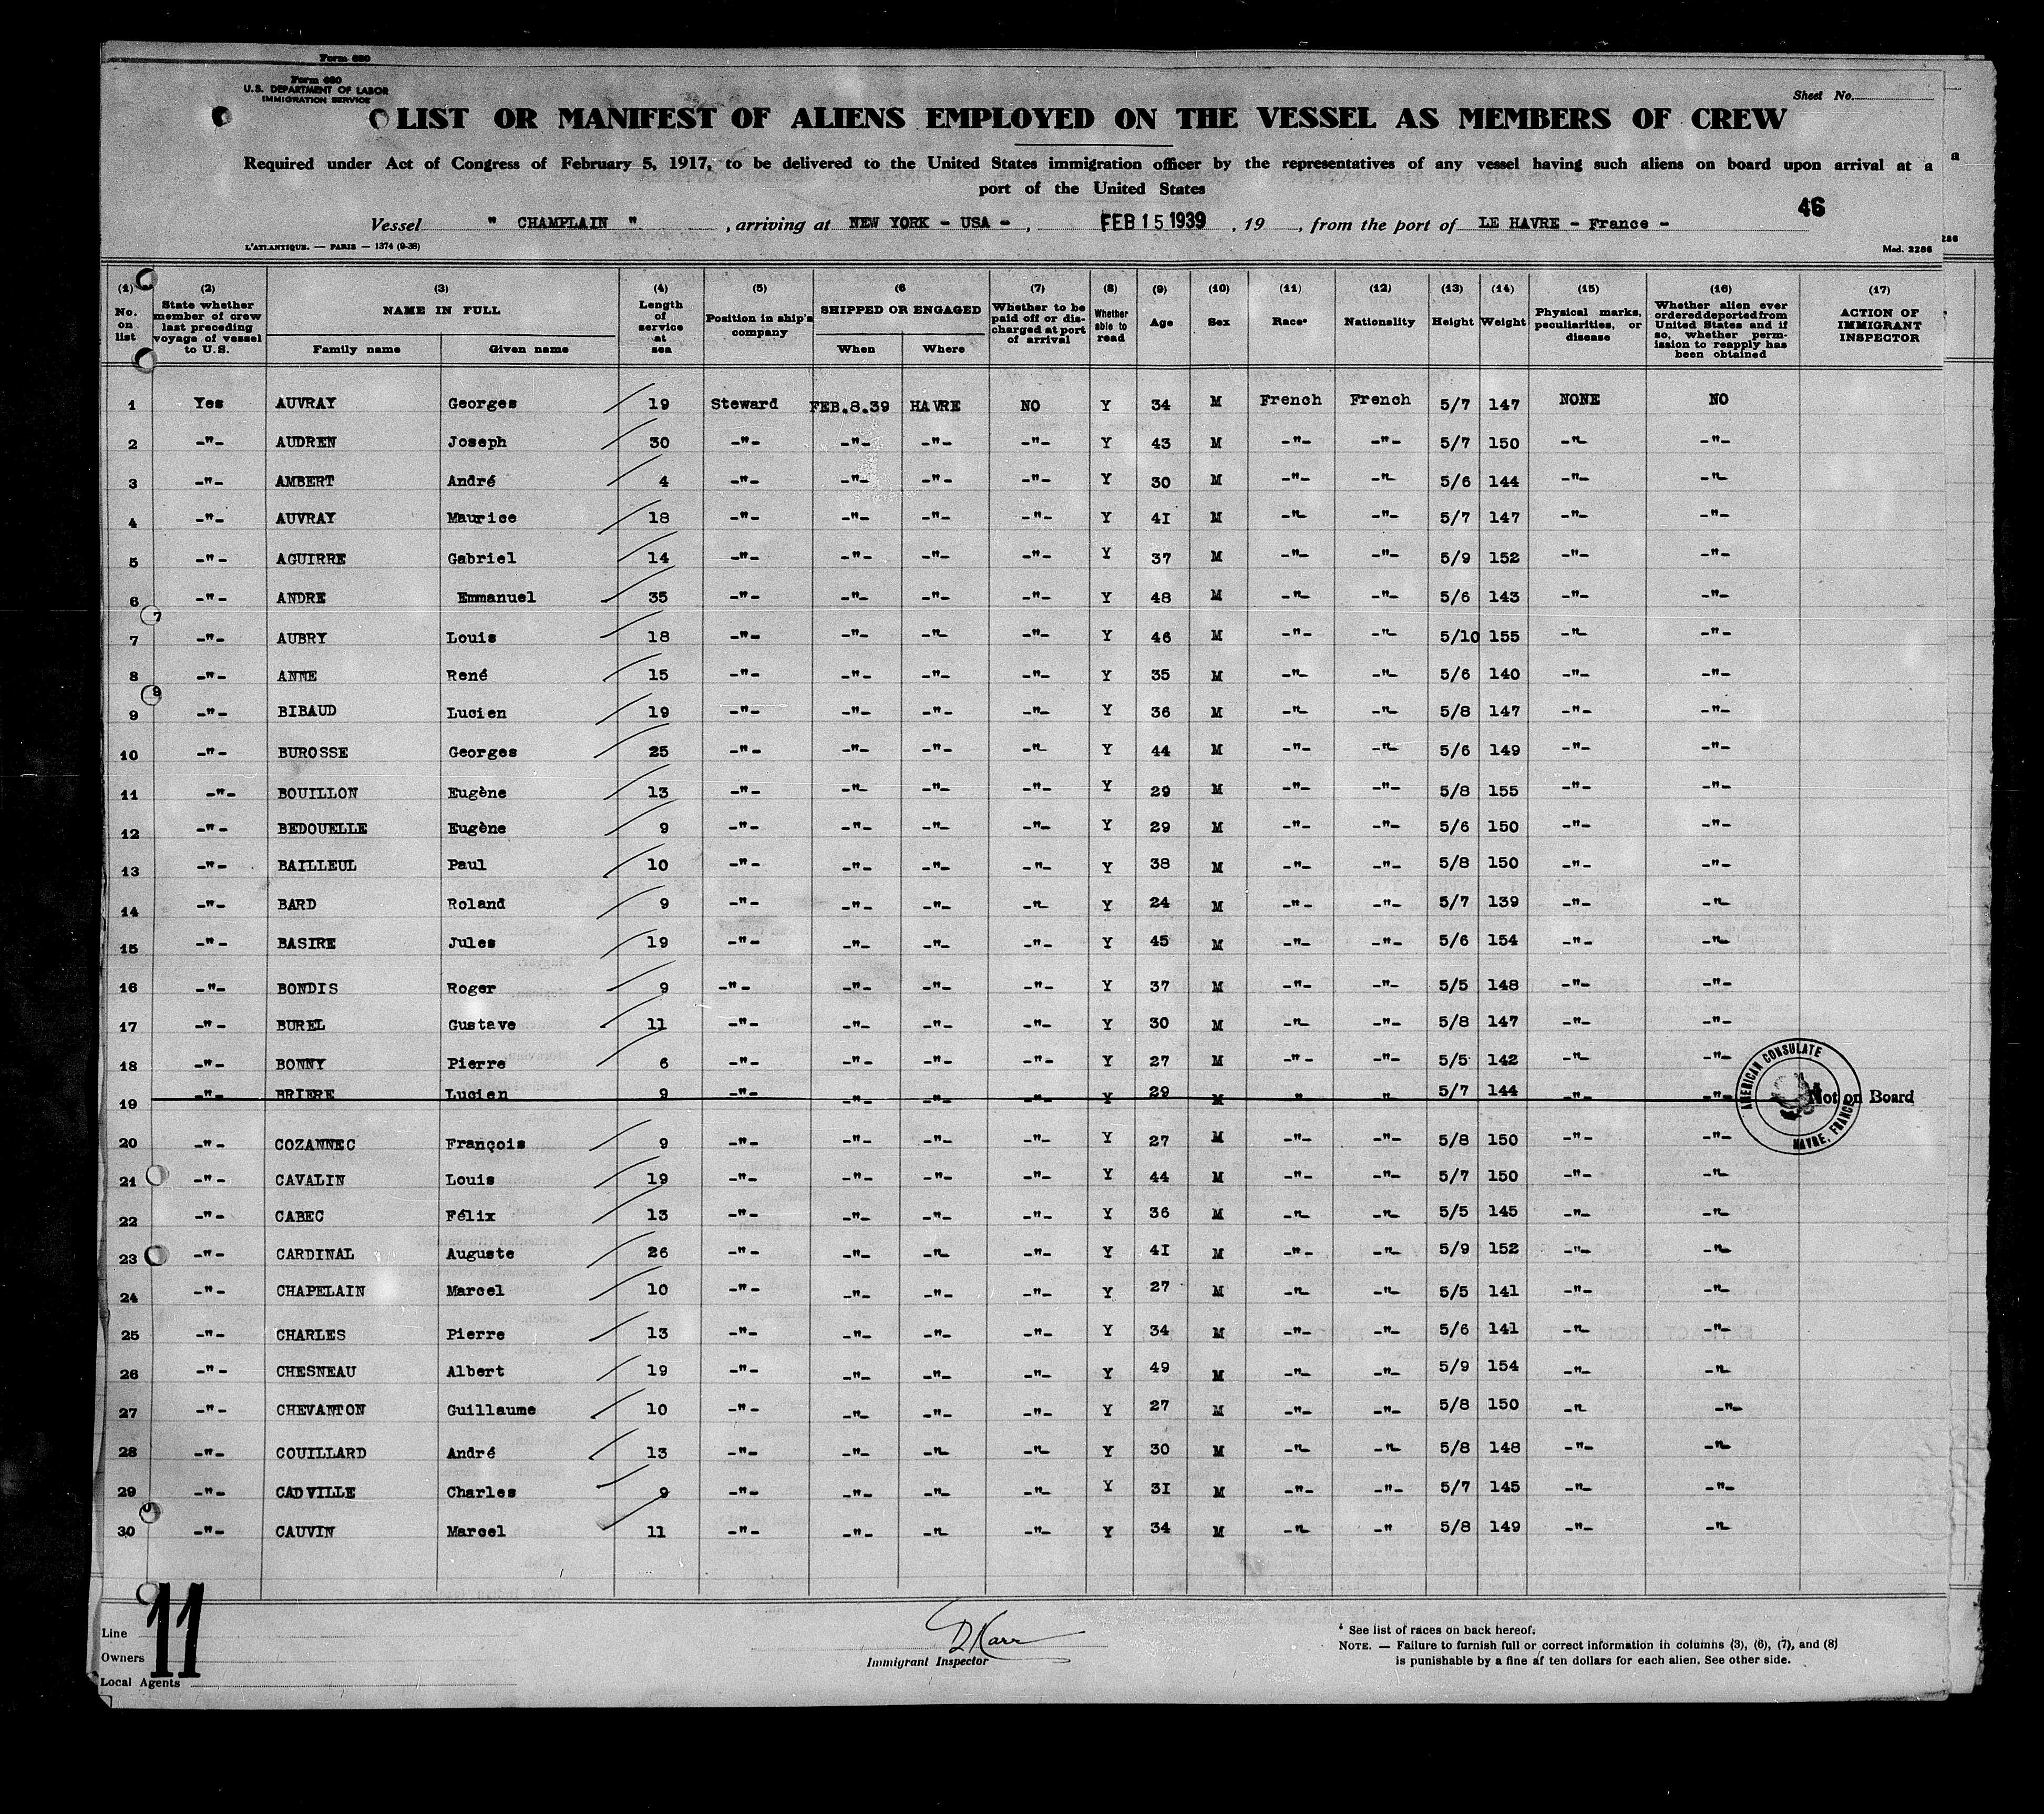 Form 680
Form 680
U.S. DEPARTMENT OF LABOR
IMMIGRATION SERVICE
Sheet No.
LIST OR MANIFEST OF ALIENS EMPLOYED ON THE VESSEL AS MEMBERS OF CREW
Required under Act of Congress of February 5, 1917, to be delivered to the United States immigration officer by the representatives of any vessel having such aliens on board upon arrival at a
port of the United States
46
Vessel " CHAMPLAIN " , arriving at NEW YORK - USA - , FEB 15 1939 , 19 , from the port of LE HAVRE - France -
L'ATLANTIQUE. — PARIS — 1374 (9-38)
Mod. 2286
(1) No. on list (2) State whether member of crew last preceding voyage of vessel to U.S. (3) NAME IN FULL Family name Given name (4) Length of service at sea (5) Position in ship's company (6 SHIPPED OR ENGAGED When Where (7) Whether to be paid off or discharged at port of arrival (8) Whether able to read (9) Age (10) Sex (11) Race* (12) Nationality (13) Height (14) Weight (15) Physical marks, peculiarities, or disease (16) Whether alien ever ordered deported from United States and if so, whether permission to reapply has been obtained (17) ACTION OF IMMIGRANT INSPECTOR
1 Yes AUVRAY Georges 19 Steward FEB.8.39 HAVRE NO Y 34 M French French 5/7 147 NONE NO
2 -"- AUDREN Joseph 30 -"- -"- -"- -"- Y 43 M -"- -"- 5/7 150 -"- -"-
3 -"- AMBERT André 4 -"- -"- -"- -"- Y 30 M -"- -"- 5/6 144 -"- -"-
4 -"- AUVRAY Maurice 18 -"- -"- -"- -"- Y 41 M -"- -"- 5/7 147 -"- -"-
5 -"- AGUIRRE Gabriel 14 -"- -"- -"- -"- Y 37 M -"- -"- 5/9 152 -"- -"-
6 -"- ANDRE Emmanuel 35 -"- -"- -"- -"- Y 48 M -"- -"- 5/6 143 -"- -"-
7 -"- AUBRY Louis 18 -"- -"- -"- -"- Y 46 M -"- -"- 5/10 155 -"- -"-
8 -"- ANNE René 15 -"- -"- -"- -"- Y 35 M -"- -"- 5/6 140 -"- -"-
9 -"- BIBAUD Lucien 19 -"- -"- -"- -"- Y 36 M -"- -"- 5/8 147 -"- -"-
10 -"- BUROSSE Georges 25 -"- -"- -"- -"- Y 44 M -"- -"- 5/6 149 -"- -"-
11 -"- BOUILLON Eugène 13 -"- -"- -"- -"- Y 29 M -"- -"- 5/8 155 -"- -"-
12 -"- BEDOUELLE Eugène 9 -"- -"- -"- -"- Y 29 M -"- -"- 5/6 150 -"- -"-
13 -"- BAILLEUL Paul 10 -"- -"- -"- -"- Y 38 M -"- -"- 5/8 150 -"- -"-
14 -"- BARD Roland 9 -"- -"- -"- -"- Y 24 M -"- -"- 5/7 139 -"- -"-
15 -"- BASIRE Jules 19 -"- -"- -"- -"- Y 45 M -"- -"- 5/6 154 -"- -"-
16 -"- BONDIS Roger 9 -"- -"- -"- -"- Y 37 M -"- -"- 5/5 148 -"- -"-
17 -"- BUREL Gustave 11 -"- -"- -"- -"- Y 30 M -"- -"- 5/8 147 -"- -"-
18 -"- BONNY Pierre 6 -"- -"- -"- -"- Y 27 M -"- -"- 5/5 142 -"- -"-
19 -"- BRIERE Lucien 9 -"- -"- -"- -"- Y 29 M -"- -"- 5/7 144 -"- -"- Not on Board
AMERICAN CONSULATE HAVRE, FRANCE
20 -"- COZANNEC François 9 -"- -"- -"- -"- Y 27 M -"- -"- 5/8 150 -"- -"-
21 -"- CAVALIN Louis 19 -"- -"- -"- -"- Y 44 M -"- -"- 5/7 150 -"- -"-
22 -"- CABEC Félix 13 -"- -"- -"- -"- Y 36 M -"- -"- 5/5 145 -"- -"-
23 -"- CARDINAL Auguste 26 -"- -"- -"- -"- Y 41 M -"- -"- 5/9 152 -"- -"-
24 -"- CHAPELAIN Marcel 10 -"- -"- -"- -"- Y 27 M -"- -"- 5/5 141 -"- -"-
25 -"- CHARLES Pierre 13 -"- -"- -"- -"- Y 34 M -"- -"- 5/6 141 -"- -"-
26 -"- CHESNEAU Albert 19 -"- -"- -"- -"- Y 49 M -"- -"- 5/9 154 -"- -"-
27 -"- CHEVANTON Guillaume 10 -"- -"- -"- -"- Y 27 M -"- -"- 5/8 150 -"- -"-
28 -"- COUILLARD André 13 -"- -"- -"- -"- Y 30 M -"- -"- 5/8 148 -"- -"-
29 -"- CADVILLE Charles 9 -"- -"- -"- -"- Y 31 M -"- -"- 5/7 145 -"- -"-
30 -"- CAUVIN Marcel 11 -"- -"- -"- -"- Y 34 M -"- -" 5/8 149 -"- -"-
11
Line
Owners
Local Agents
D Karr
Immigrant Inspector
* See list of races on back hereof.
NOTE. — Failure to furnish full or correct information in columns (3), (6), (7), and (8)
is punishable by a fine of ten dollars for each alien. See other side.